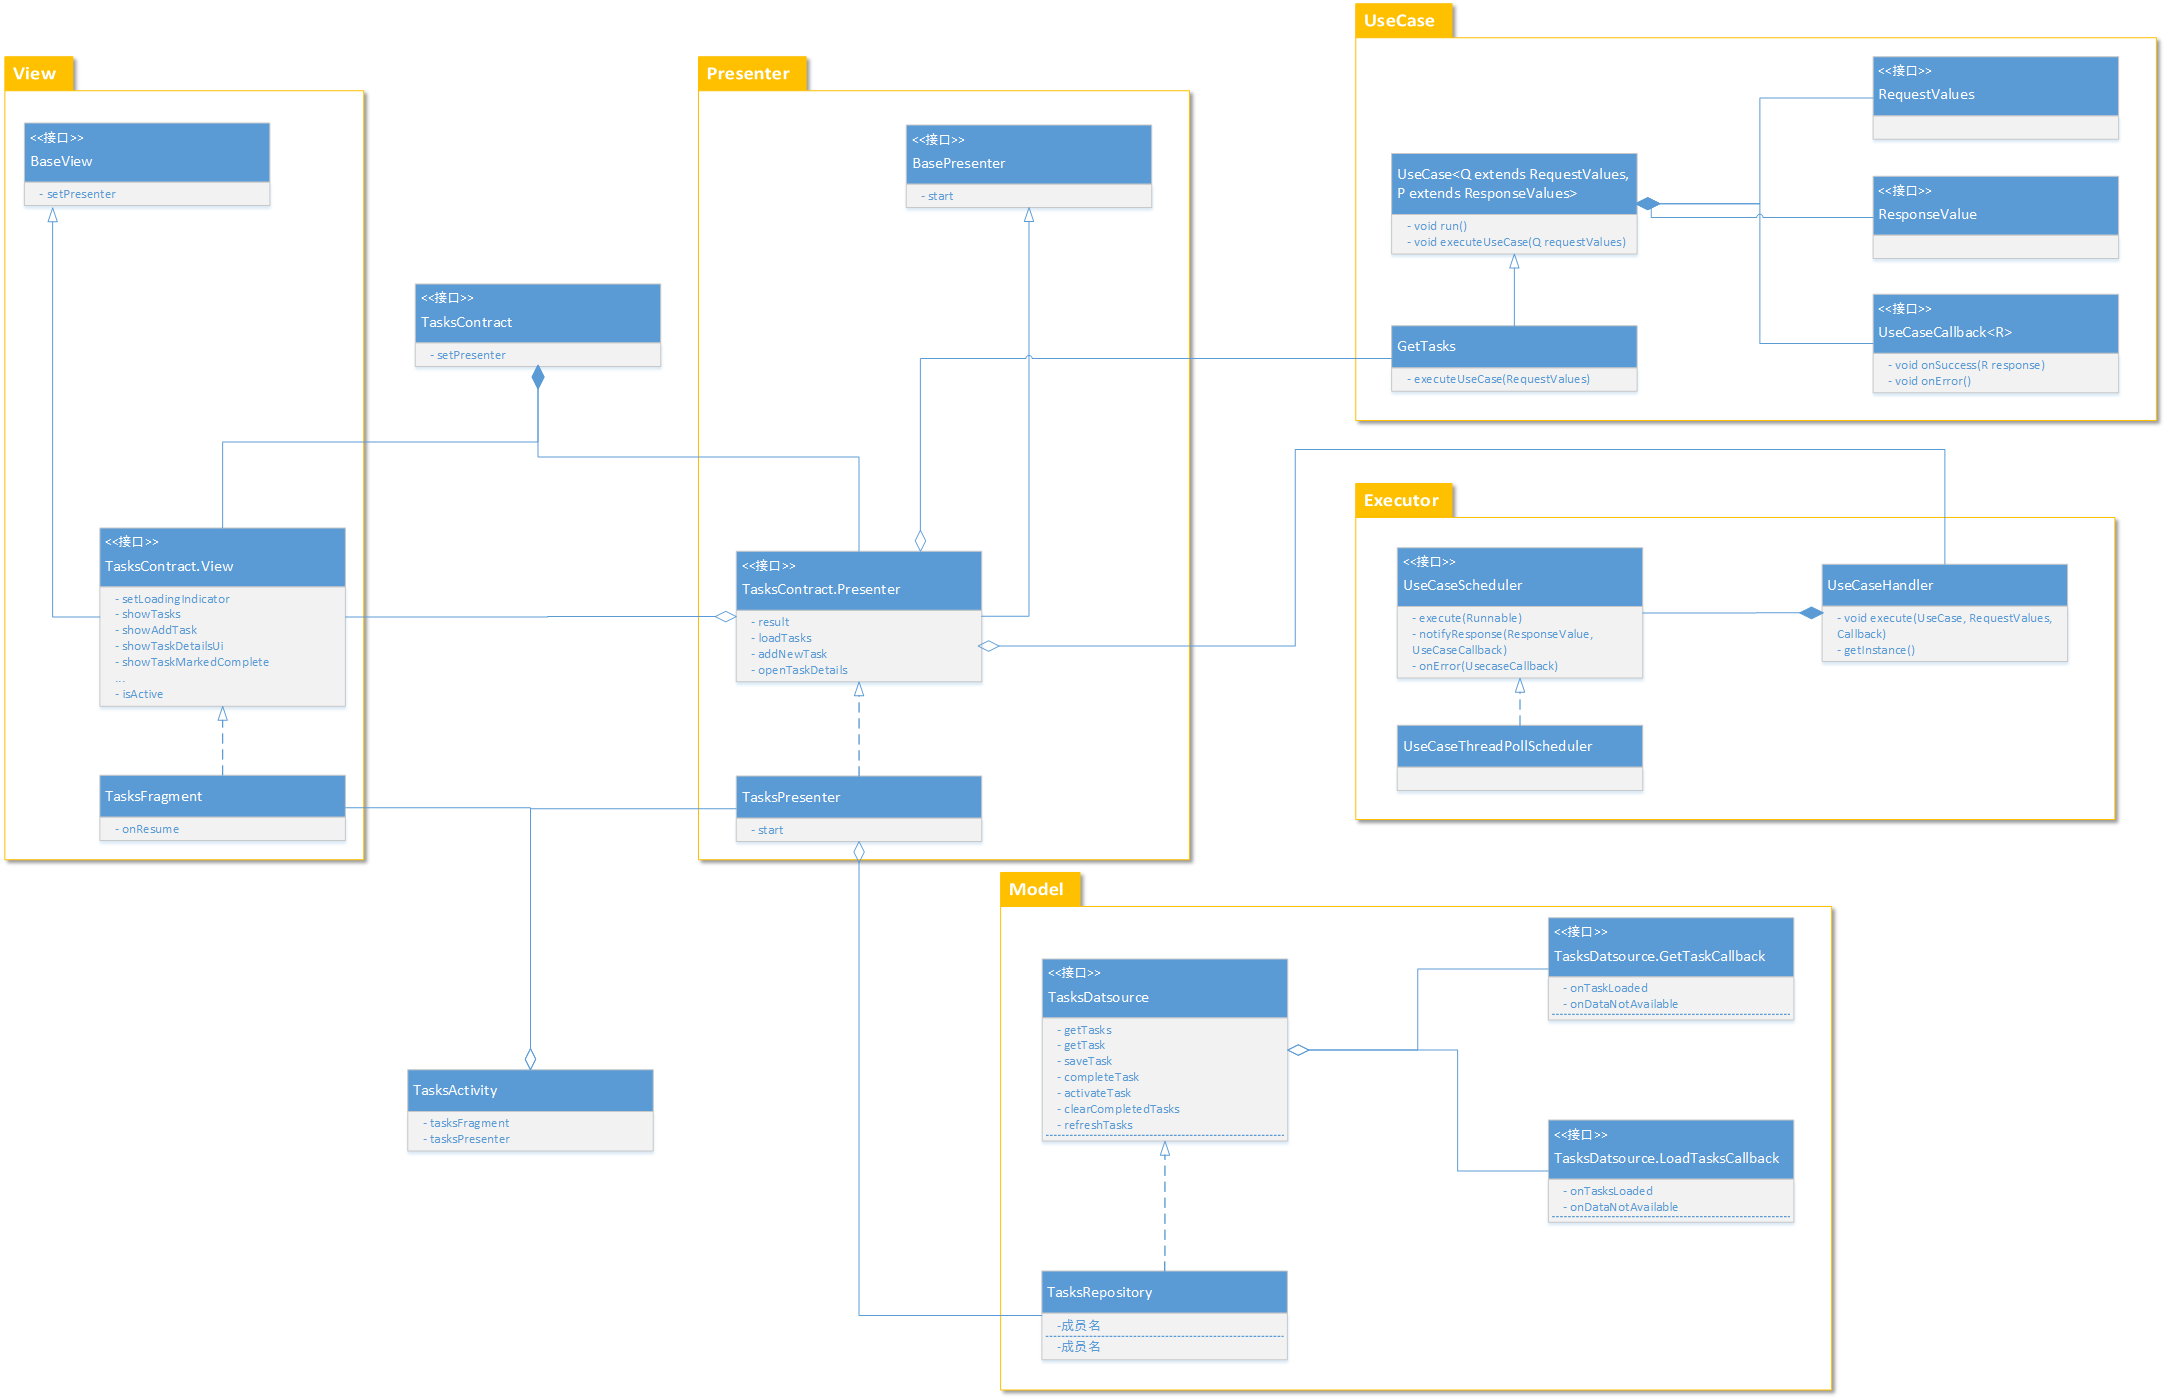 View
<<接口>>
BaseView
- setPresenter
<<接口>>
TasksContract
- setPresenter
<<接口>>
TasksContract.View
- setLoadingIndicator
- showTasks
- showAddTask
- showTaskDetailsUi
- showTaskMarkedComplete
...
- isActive
TasksFragment
- onResume
TasksActivity
- tasksFragment
- tasksPresenter
Presenter
<<接口>>
BasePresenter
- start
<<接口>>
TasksContract.Presenter
- result
- loadTasks
- addNewTask
- openTaskDetails
TasksPresenter
- start
UseCase
UseCase<Q extends RequestValues,
P extends ResponseValues>
- void run()
- void executeUseCase(Q requestValues)
GetTasks
- executeUseCase(RequestValues)
<<接口>>
RequestValues
<<接口>>
ResponseValue
<<接口>>
UseCaseCallback<R>
- void onSuccess(R response)
- void onError()
Executor
<<接口>>
UseCaseScheduler
- execute(Runnable)
- notifyResponse(ResponseValue,
UseCaseCallback)
- onError(UsecaseCallback)
UseCaseThreadPollScheduler
UseCaseHandler
- void execute(UseCase, RequestValues,
Callback)
- getInstance()
Model
<<接口>>
TasksDatsource
- getTasks
- getTask
- saveTask
- completeTask
- activateTask
- clearCompletedTasks
- refreshTasks
TasksRepository
-成员名
-成员名
<<接口>>
TasksDatsource.GetTaskCallback
- onTaskLoaded
- onDataNotAvailable
<<接口>>
TasksDatsource.LoadTasksCallback
- onTasksLoaded
- onDataNotAvailable